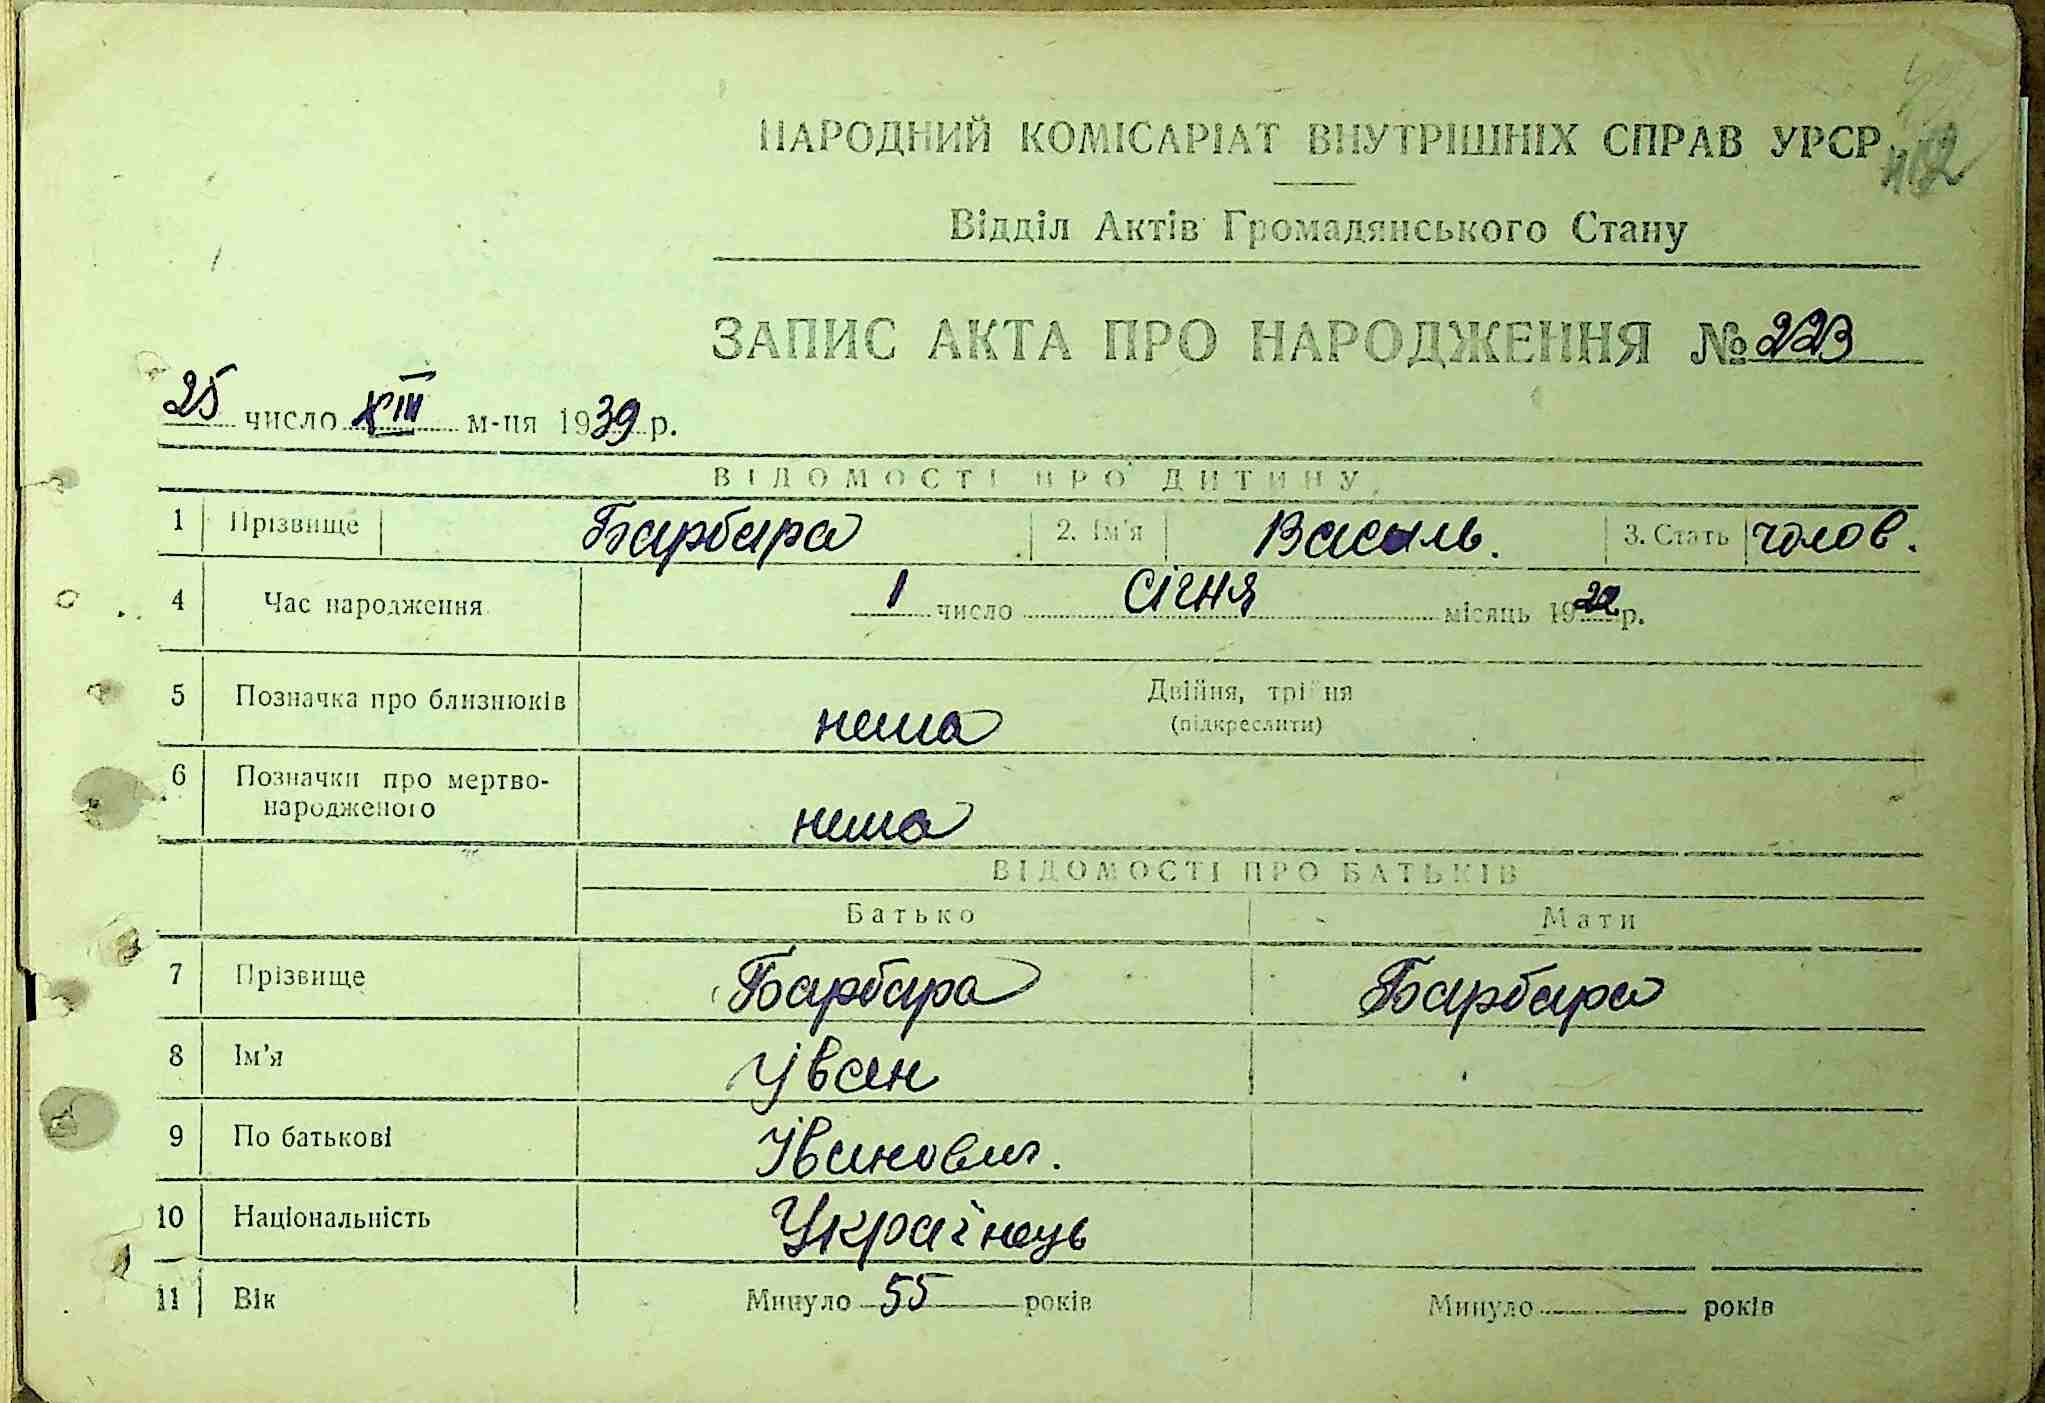 НАРОДНИЙ КОМІСАРІАТ ВНУТРІШНІХ СПРАВ УРСР
Відділ Актів Громадянського Стану
ЗАПИС АКТА ПРО НАРОДЖЕННЯ № 223
25 число XIII м-ця 1939 р.
ВІДОМОСТІ ПРО ДИТИНУ
1 Прізвище Барбара 2. Ім'я Василь. 3. Стать чолов.
4 Час народження 1 число січня місяць 1922 р.
5 Позначка про близнюків нема Двійня, трійня
(підкреслити)
6 Позначки про мертво-
народженого нема
ВІДОМОСТІ ПРО БАТЬКІВ
Батько Мати
7 Прізвище Барбара Барбара
8 Ім'я Іван
9 По батькові Іванович.
10 Національність Українець
11 Вік Минуло 55 років Минуло років